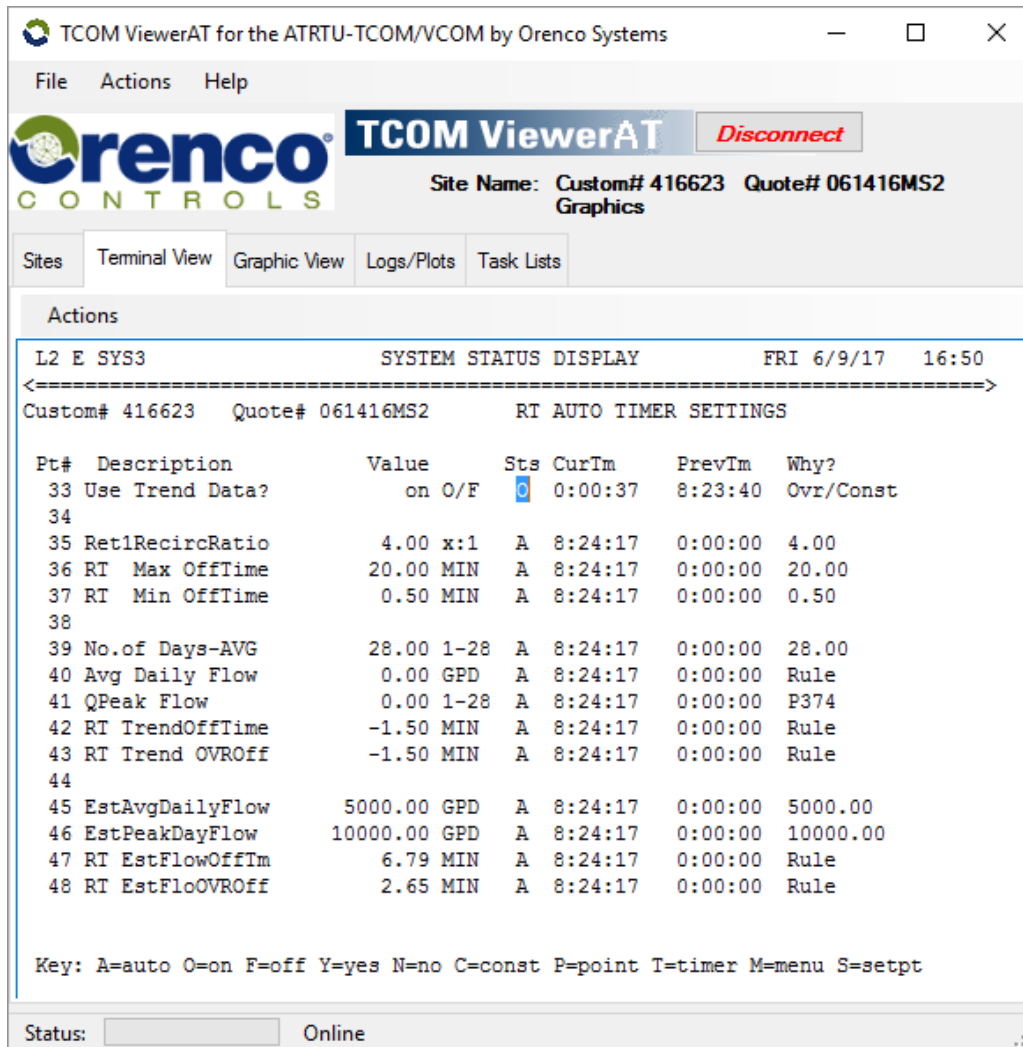 TCOM ViewerAT for the ATRTU-TCOM/VCOM by Orenco Systems
File Actions Help
Orenco®
CONTROLS
TCOM ViewerAT
Disconnect
Site Name: Custom# 416623 Quote# 061416MS2
Graphics
Sites Terminal View Graphic View Logs/Plots Task Lists
Actions
L2 E SYS3 SYSTEM STATUS DISPLAY FRI 6/9/17 16:50
<=============================================================================>
Custom# 416623 Quote# 061416MS2 RT AUTO TIMER SETTINGS
Pt# Description Value Sts CurTm PrevTm Why?
33 Use Trend Data? on O/F O 0:00:37 8:23:40 Ovr/Const
34
35 Ret1RecircRatio 4.00 x:1 A 8:24:17 0:00:00 4.00
36 RT Max OffTime 20.00 MIN A 8:24:17 0:00:00 20.00
37 RT Min OffTime 0.50 MIN A 8:24:17 0:00:00 0.50
38
39 No.of Days-AVG 28.00 1-28 A 8:24:17 0:00:00 28.00
40 Avg Daily Flow 0.00 GPD A 8:24:17 0:00:00 Rule
41 QPeak Flow 0.00 1-28 A 8:24:17 0:00:00 P374
42 RT TrendOffTime -1.50 MIN A 8:24:17 0:00:00 Rule
43 RT Trend OVROff -1.50 MIN A 8:24:17 0:00:00 Rule
44
45 EstAvgDailyFlow 5000.00 GPD A 8:24:17 0:00:00 5000.00
46 EstPeakDayFlow 10000.00 GPD A 8:24:17 0:00:00 10000.00
47 RT EstFlowOffTm 6.79 MIN A 8:24:17 0:00:00 Rule
48 RT EstFloOVROff 2.65 MIN A 8:24:17 0:00:00 Rule
Key: A=auto O=on F=off Y=yes N=no C=const P=point T=timer M=menu S=setpt
Status: Online